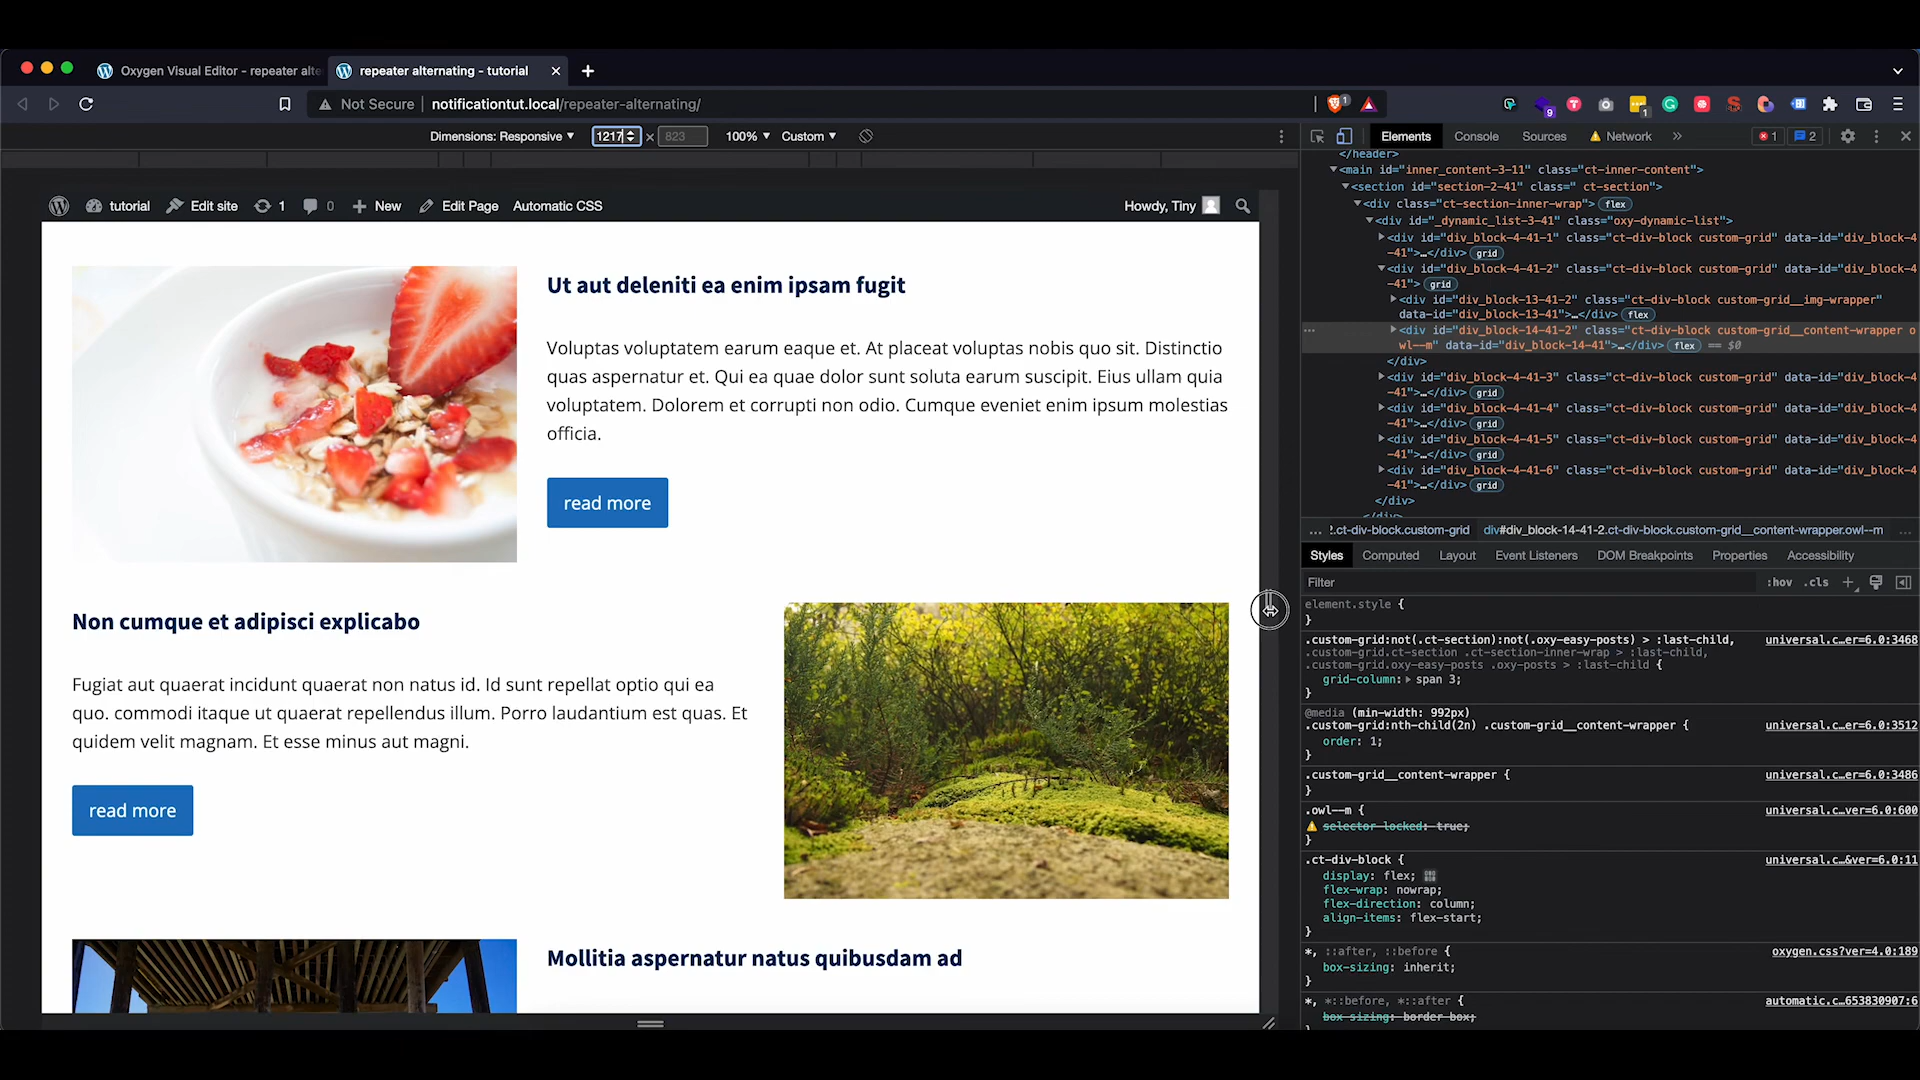 Oxygen Visual Editor - repeater alte
repeater alternating - tutorial
Not Secure
notificationtut.local/repeater-alternating/
1
9
1
Dimensions: Responsive
1217
×
823
100%
Custom
Elements
Console
Sources
Network
»
1
2
tutorial
Edit site
1
0
New
Edit Page
Automatic CSS
Howdy, Tiny
Ut aut deleniti ea enim ipsam fugit
Voluptas voluptatem earum eaque et. At placeat voluptas nobis quo sit. Distinctio
quas aspernatur et. Qui ea quae dolor sunt soluta earum suscipit. Eius ullam quia
voluptatem. Dolorem et corrupti non odio. Cumque eveniet enim ipsum molestias
officia.
read more
Non cumque et adipisci explicabo
Fugiat aut quaerat incidunt quaerat non natus id. Id sunt repellat optio qui ea
quo. commodi itaque ut quaerat repellendus illum. Porro laudantium est quas. Et
quidem velit magnam. Et esse minus aut magni.
read more
Mollitia aspernatur natus quibusdam ad
</header>
<main id="inner_content-3-11" class="ct-inner-content">
<section id="section-2-41" class=" ct-section">
<div class="ct-section-inner-wrap"> flex
<div id="_dynamic_list-3-41" class="oxy-dynamic-list">
<div id="div_block-4-41-1" class="ct-div-block custom-grid" data-id="div_block-4
-41">…</div> grid
<div id="div_block-4-41-2" class="ct-div-block custom-grid" data-id="div_block-4
-41"> grid
<div id="div_block-13-41-2" class="ct-div-block custom-grid__img-wrapper"
data-id="div_block-13-41">…</div> flex
<div id="div_block-14-41-2" class="ct-div-block custom-grid__content-wrapper o
wl--m" data-id="div_block-14-41">…</div> flex == $0
</div>
<div id="div_block-4-41-3" class="ct-div-block custom-grid" data-id="div_block-4
-41">…</div> grid
<div id="div_block-4-41-4" class="ct-div-block custom-grid" data-id="div_block-4
-41">…</div> grid
<div id="div_block-4-41-5" class="ct-div-block custom-grid" data-id="div_block-4
-41">…</div> grid
<div id="div_block-4-41-6" class="ct-div-block custom-grid" data-id="div_block-4
-41">…</div> grid
</div>
... 2.ct-div-block.custom-grid div#div_block-14-41-2.ct-div-block.custom-grid__content-wrapper.owl--m ...
Styles
Computed
Layout
Event Listeners
DOM Breakpoints
Properties
Accessibility
Filter
:hov .cls
element.style {
}
.custom-grid:not(.ct-section):not(.oxy-easy-posts) > :last-child, universal.c…er=6.0:3468
.custom-grid.ct-section .ct-section-inner-wrap > :last-child,
.custom-grid.oxy-easy-posts .oxy-posts > :last-child {
grid-column: span 3;
}
@media (min-width: 992px)
.custom-grid:nth-child(2n) .custom-grid__content-wrapper { universal.c…er=6.0:3512
order: 1;
}
.custom-grid__content-wrapper { universal.c…er=6.0:3486
}
.owl--m { universal.c…ver=6.0:600
selector-locked: true;
}
.ct-div-block { universal.c…&ver=6.0:11
display: flex;
flex-wrap: nowrap;
flex-direction: column;
align-items: flex-start;
}
*, ::after, ::before { oxygen.css?ver=4.0:189
box-sizing: inherit;
}
*, *::before, *::after { automatic.c…653830907:6
box-sizing: border-box;